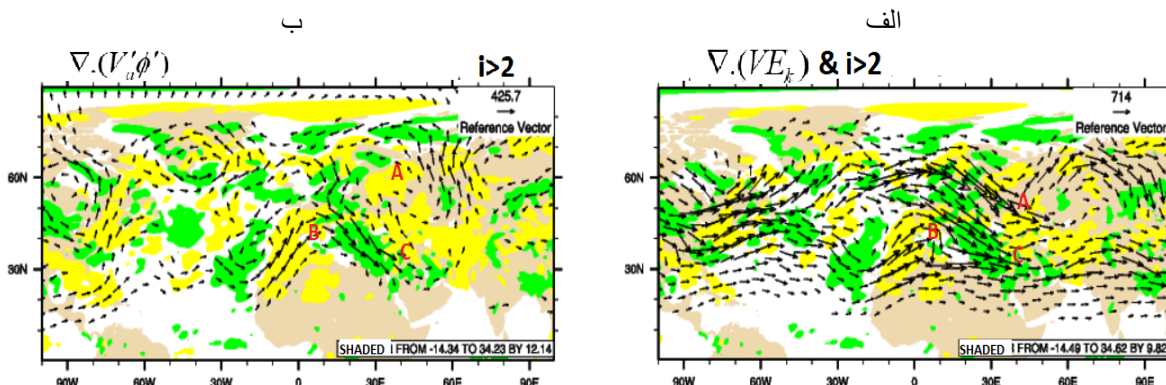 ب
الف
∇.(V'ₐϕ')
i>2
∇.(VEₖ) & i>2
425.7
Reference Vector
714
Reference Vector
60N
A
B
C
30N
60N
A
B
C
30N
SHADED
FROM -14.34 TO 34.23 BY 12.14
SHADED
FROM -14.49 TO 34.62 BY 9.82
90W
60W
30W
0
30E
60E
90E
90W
60W
30W
0
30E
60E
90E